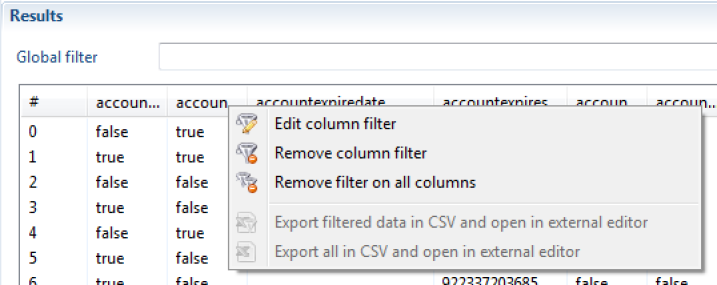 Results
Global filter
# accoun... accoun... accountexpiredate accountexpires accoun... accoun...
0 false true
Edit column filter
1 true true
Remove column filter
2 false false
Remove filter on all columns
3 true false
4 false true
Export filtered data in CSV and open in external editor
5 true false
Export all in CSV and open in external editor
6 true false 922337203685 false false